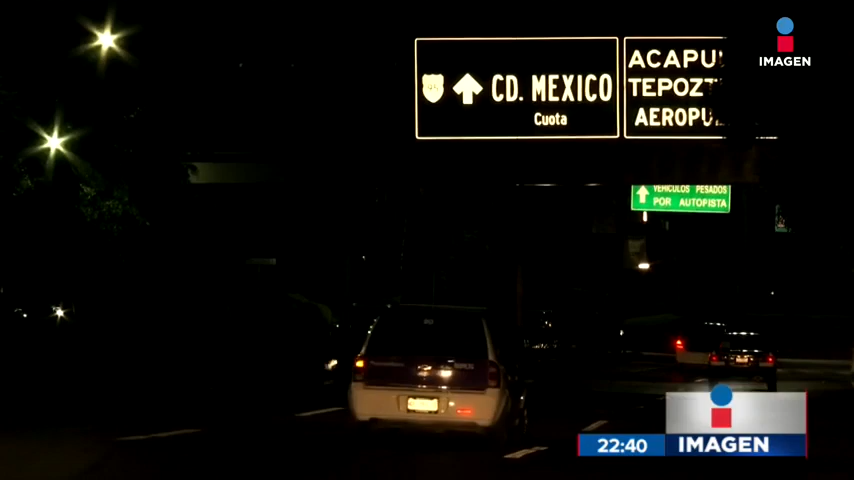 CD. MEXICO
Cuota
ACAPU
TEPOZT
AEROPU
VEHICULOS PESADOS
POR AUTOPISTA
IMAGEN
22:40
IMAGEN